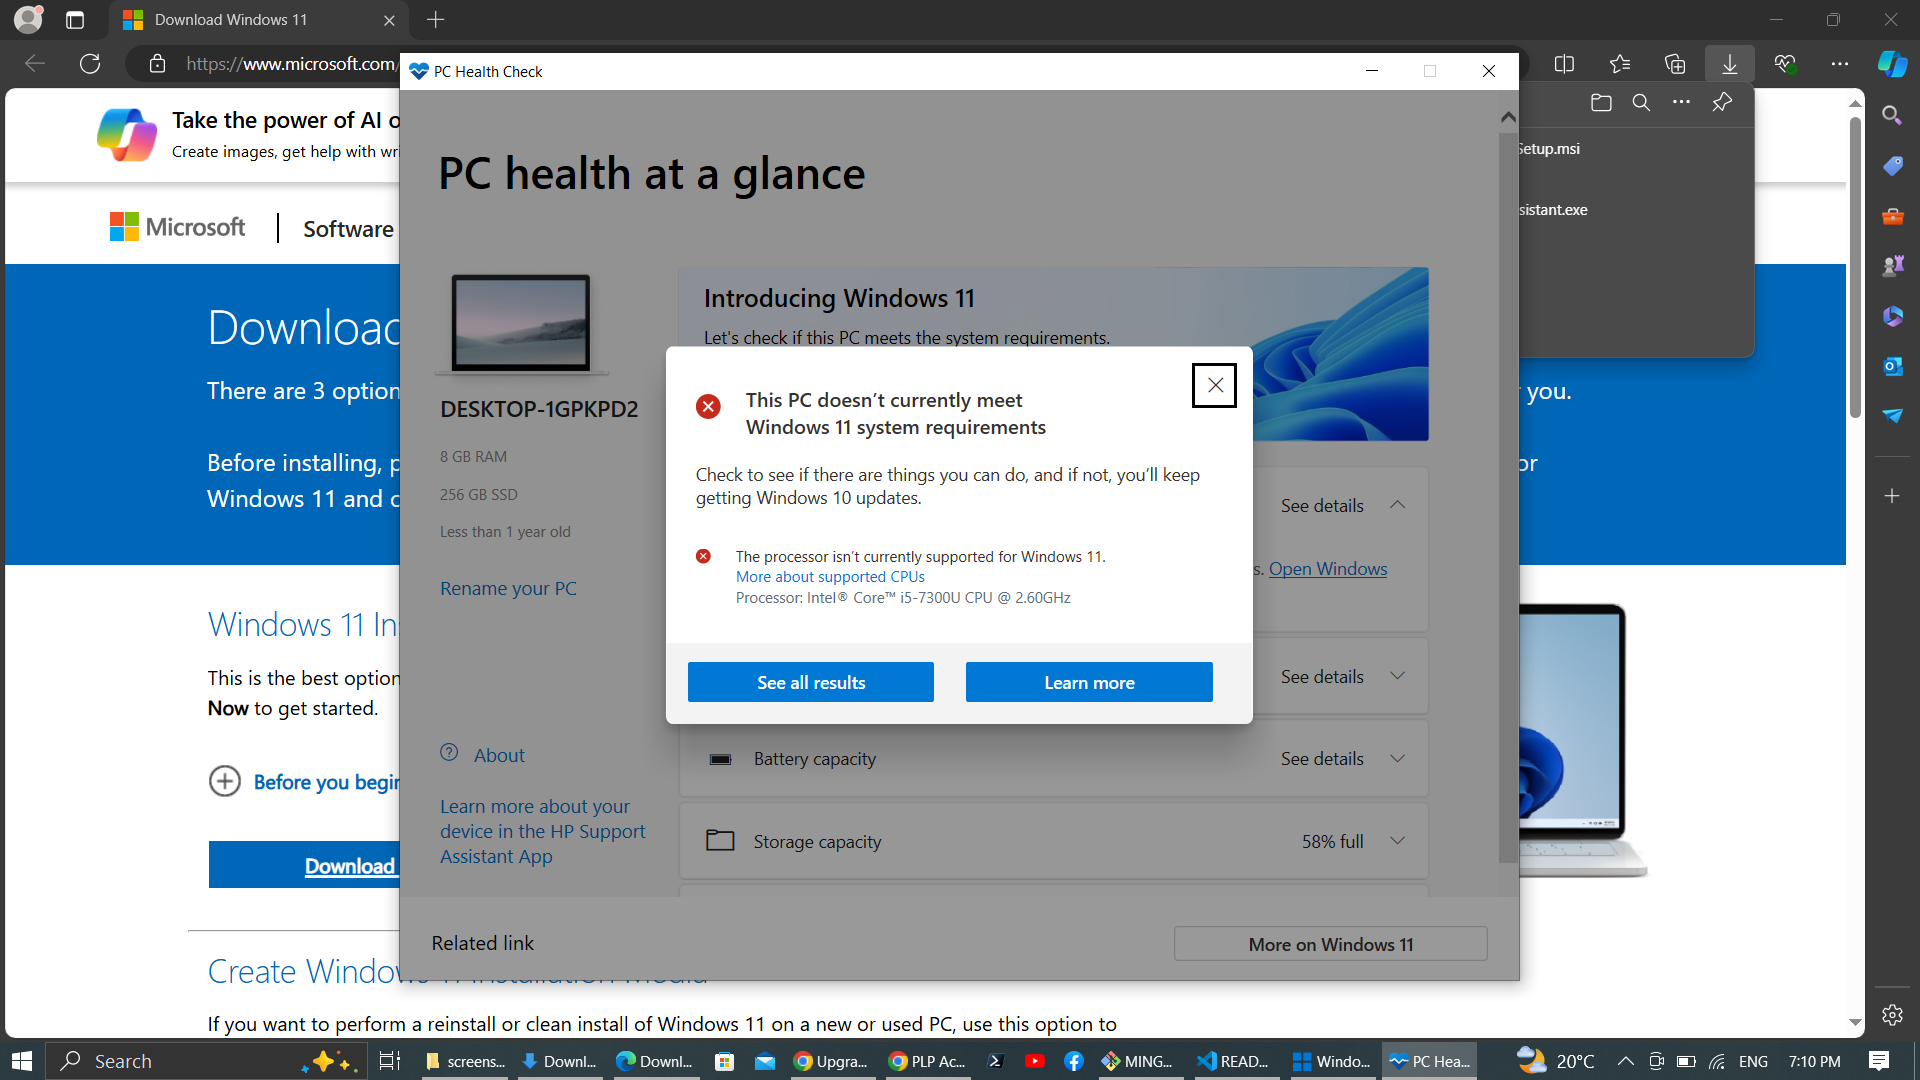 Download Windows 11
https://www.microsoft.com/
PC Health Check
Take the power of AI o
Create images, get help with wri
Setup.msi
sistant.exe
Microsoft
Software
PC health at a glance
Download
There are 3 option
you.
Before installing, p
or
Windows 11 and c
Introducing Windows 11
Let's check if this PC meets the system requirements.
DESKTOP-1GPKPD2
8 GB RAM
256 GB SSD
Less than 1 year old
Rename your PC
This PC doesn't currently meet
Windows 11 system requirements
Check to see if there are things you can do, and if not, you'll keep
getting Windows 10 updates.
The processor isn't currently supported for Windows 11.
More about supported CPUs
Processor: Intel® Core™ i5-7300U CPU @ 2.60GHz
See all results
Learn more
See details
s. Open Windows
See details
Battery capacity
See details
Storage capacity
58% full
About
Learn more about your
device in the HP Support
Assistant App
Related link
More on Windows 11
Windows 11 Ins
This is the best option
Now to get started.
Before you begin
Download
Create Windows 11 Installation Media
If you want to perform a reinstall or clean install of Windows 11 on a new or used PC, use this option to
Search
screens...
Downl...
Downl...
Upgra...
PLP Ac...
MING...
READ...
Windo...
PC Hea...
20°C
ENG
7:10 PM